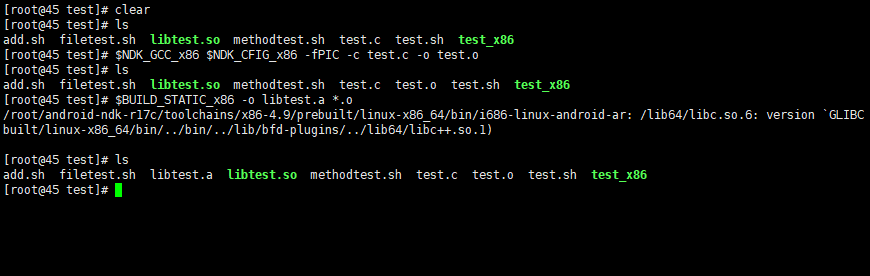 [root@45 test]# clear
[root@45 test]# ls
add.sh filetest.sh libtest.so methodtest.sh test.c test.sh test_x86
[root@45 test]# $NDK_GCC_x86 $NDK_CFIG_x86 -fPIC -c test.c -o test.o
[root@45 test]# ls
add.sh filetest.sh libtest.so methodtest.sh test.c test.o test.sh test_x86
[root@45 test]# $BUILD_STATIC_x86 -o libtest.a *.o
/root/android-ndk-r17c/toolchains/x86-4.9/prebuilt/linux-x86_64/bin/i686-linux-android-ar: /lib64/libc.so.6: version `GLIBC
built/linux-x86_64/bin/../bin/../lib/bfd-plugins/../lib64/libc++.so.1)
[root@45 test]# ls
add.sh filetest.sh libtest.a libtest.so methodtest.sh test.c test.o test.sh test_x86
[root@45 test]#